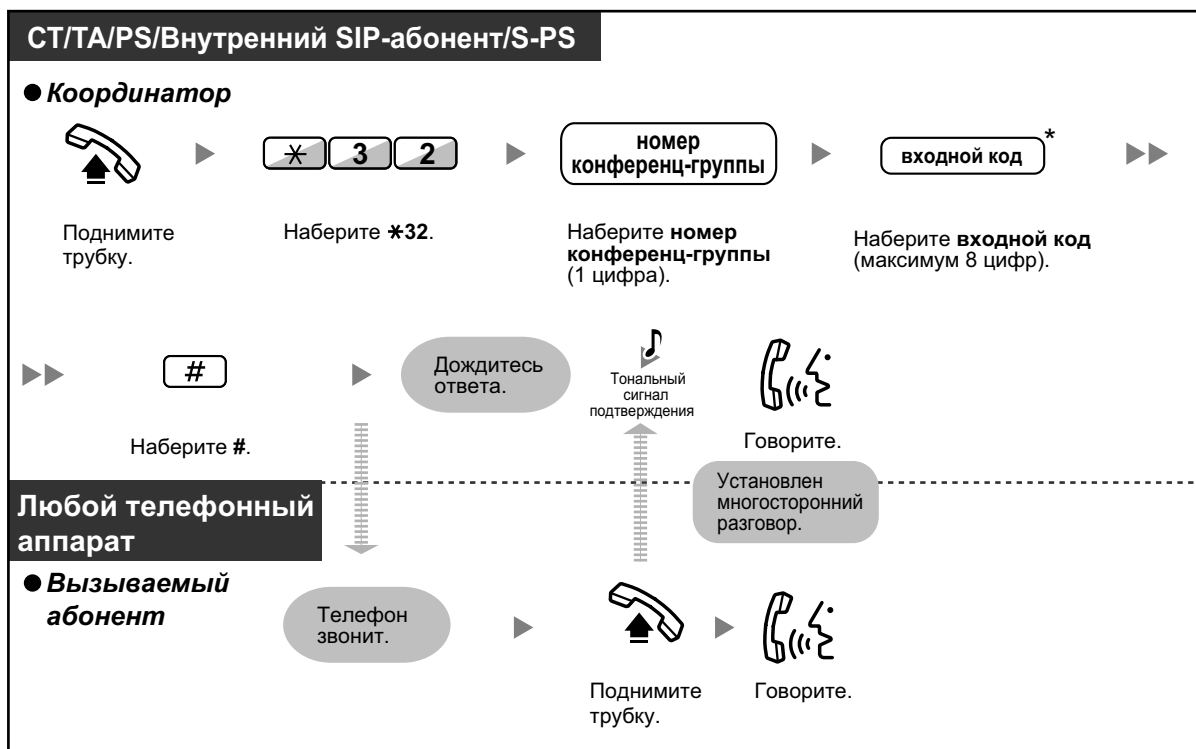 CT/TA/PS/Внутренний SIP-абонент/S-PS
Координатор
* 3 2
номер
конференц-группы
входной код *
Поднимите
трубку.
Наберите *32.
Наберите номер
конференц-группы
(1 цифра).
Наберите входной код
(максимум 8 цифр).
#
Наберите #.
Дождитесь
ответа.
Тональный
сигнал
подтверждения
Говорите.
Установлен
многосторонний
разговор.
Любой телефонный
аппарат
Вызываемый
абонент
Телефон
звонит.
Поднимите
трубку.
Говорите.